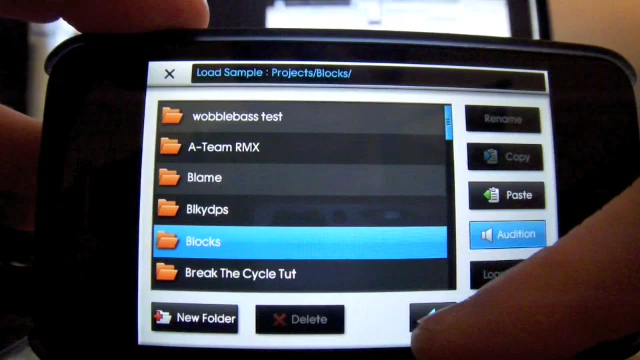 Load Sample : Projects/Blocks/
wobblebass test
A-Team RMX
Blame
Blkydps
Blocks
Break The Cycle Tut
Rename
Copy
Paste
Audition
New Folder
Delete